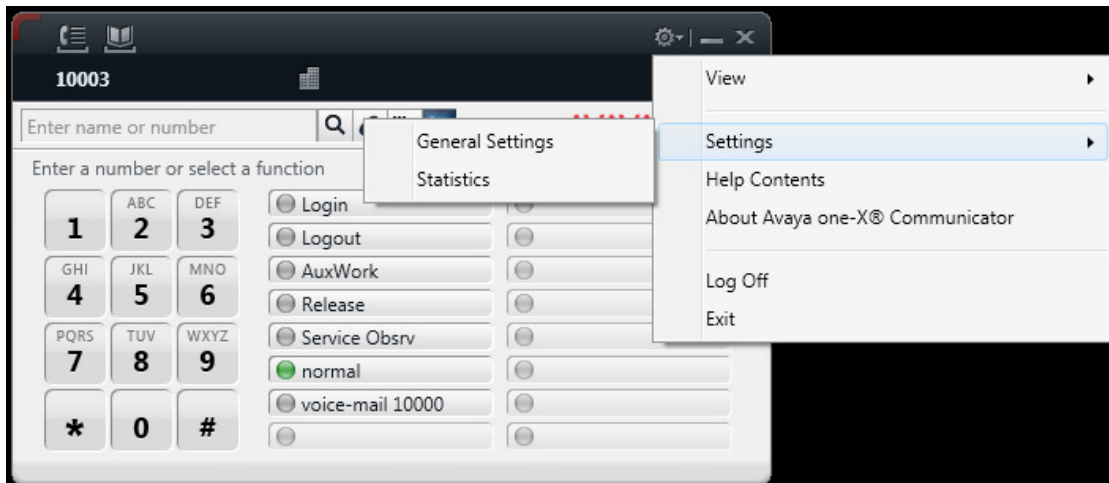 10003
View
Enter name or number
General Settings
Settings
Enter a number or select a function
Statistics
Help Contents
1
ABC
2
DEF
3
Login
About Avaya one-X® Communicator
Logout
GHI
4
JKL
5
MNO
6
AuxWork
Log Off
Release
Exit
PQRS
7
TUV
8
WXYZ
9
Service Obsrv
normal
*
0
#
voice-mail 10000